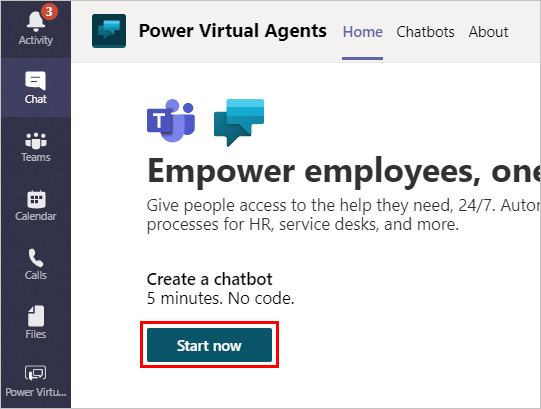 3
Activity
Chat
Teams
Calendar
Calls
Files
Power Virtu...
Power Virtual Agents Home Chatbots About
Empower employees, one
Give people access to the help they need, 24/7. Auton
processes for HR, service desks, and more.
Create a chatbot
5 minutes. No code.
Start now